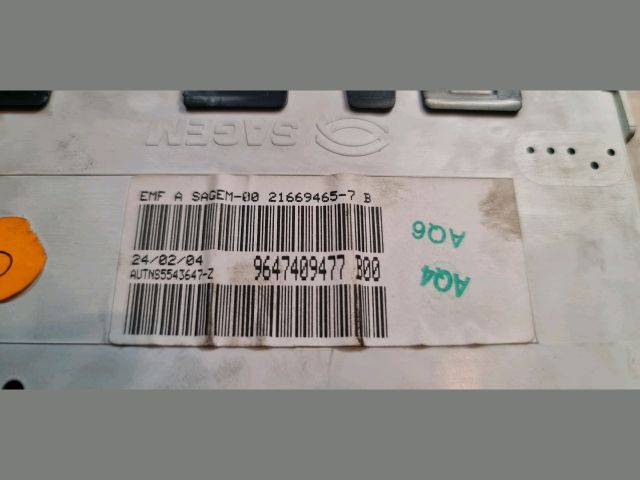 SAGEM
EMF A SAGEM-00 21669465-7 B
24/02/04
9647409477 B00
AUTNS5543647-Z
AQ6
AQ4